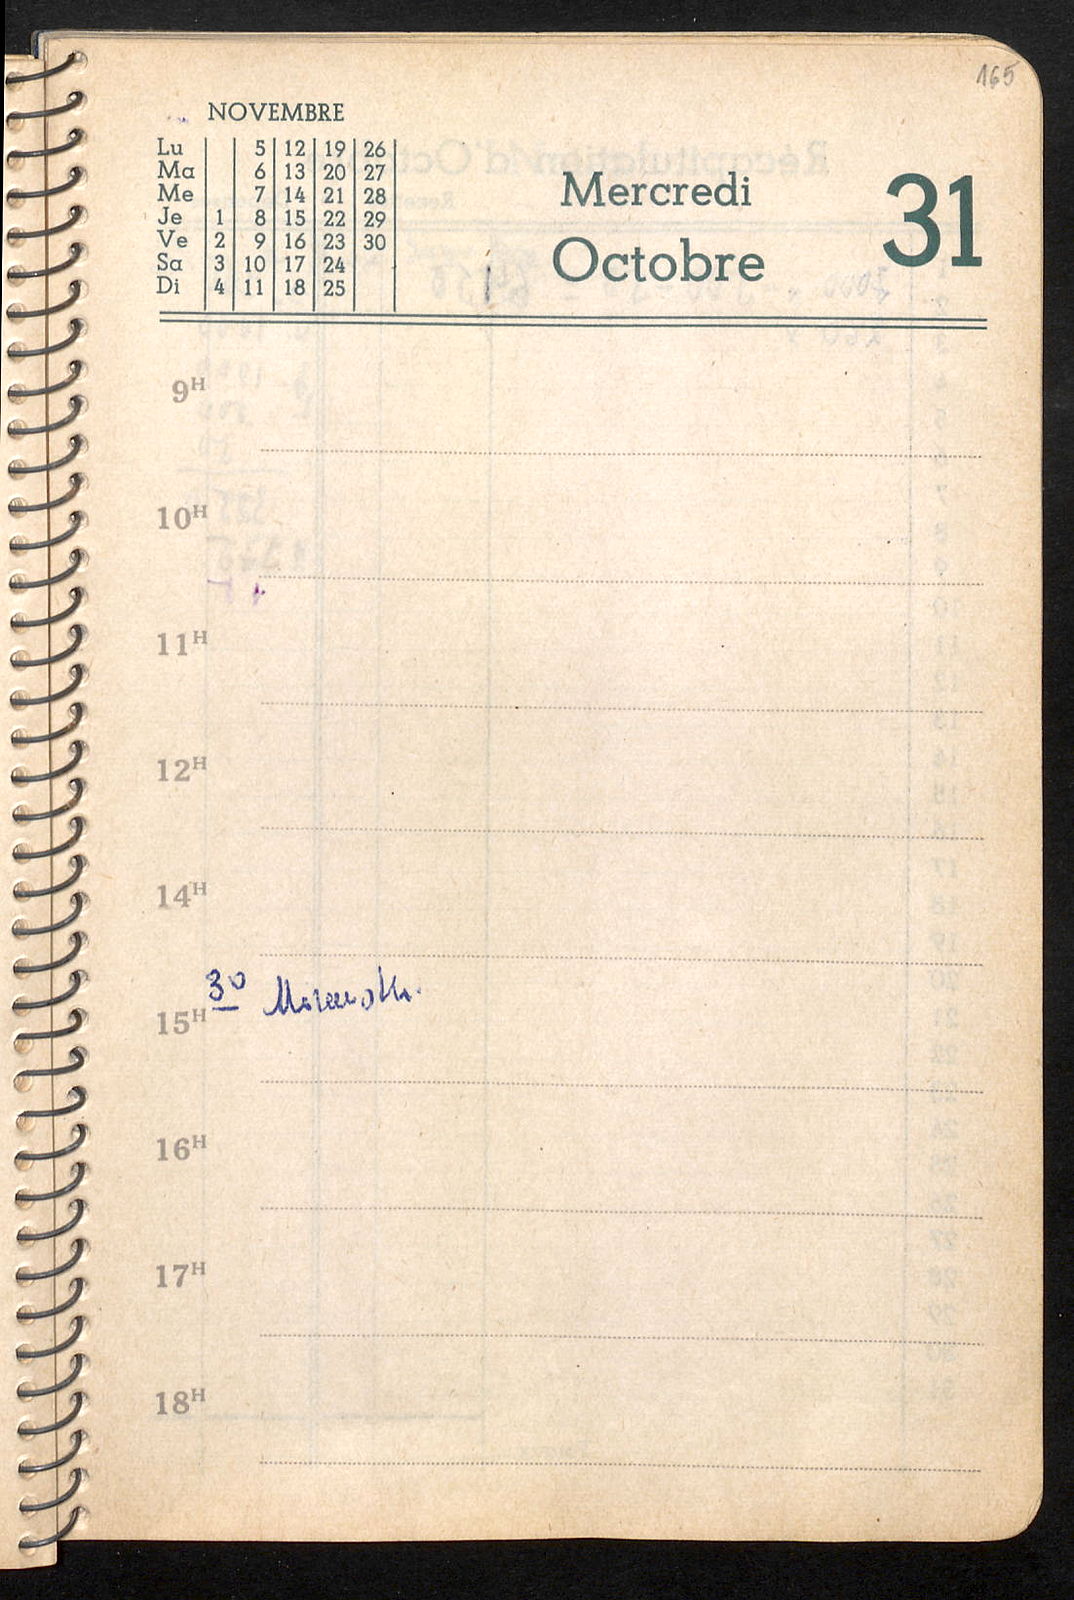 165
NOVEMBRE
Lu 5 12 19 26
Ma 6 13 20 27
Me 7 14 21 28
Je 1 8 15 22 29
Ve 2 9 16 23 30
Sa 3 10 17 24
Di 4 11 18 25
Mercredi
Octobre
31
9H
10H
11H
12H
14H
30
15H
16H
17H
18H